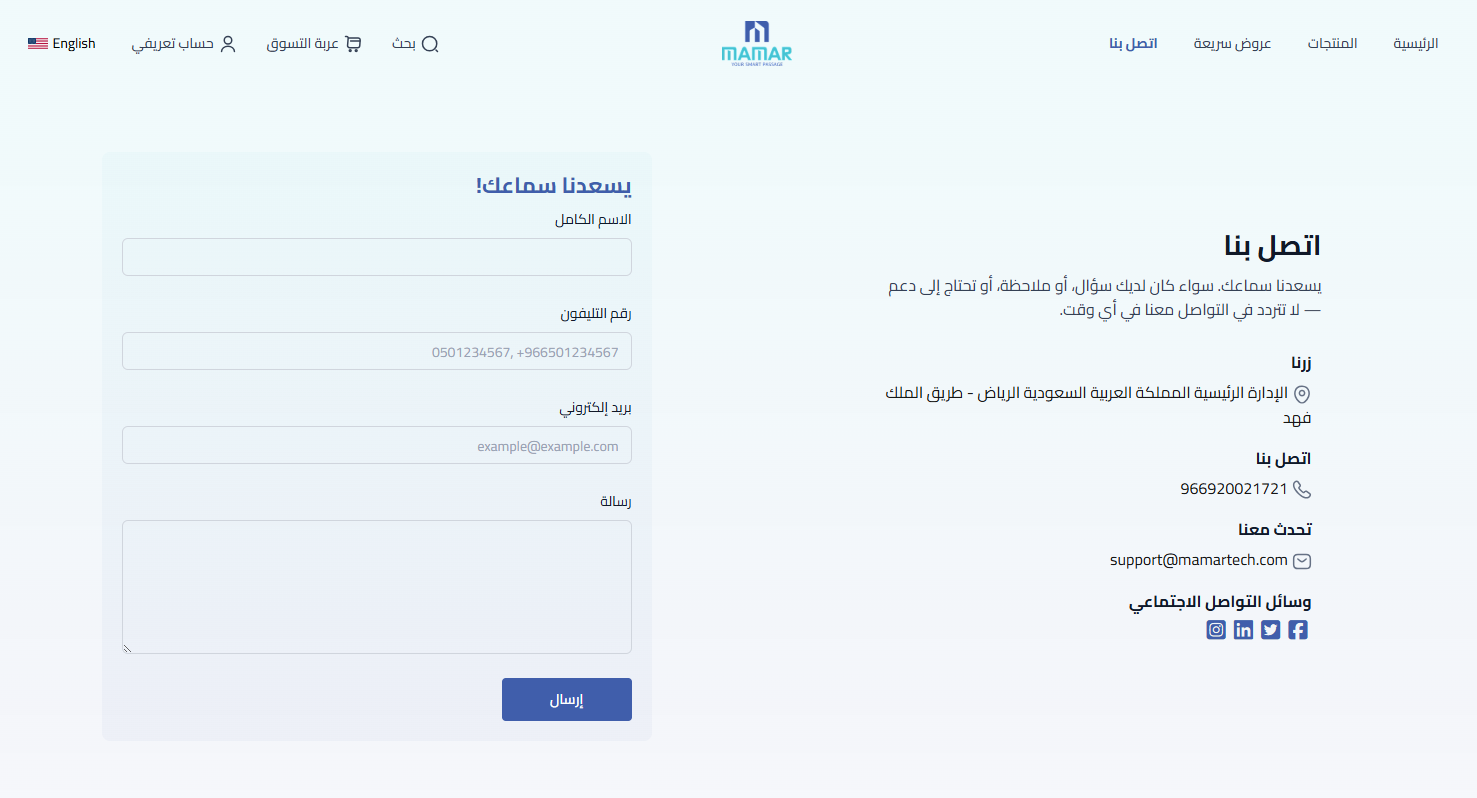 الرئيسية
المنتجات
عروض سريعة
اتصل بنا
MAMAR
YOUR SMART PASSAGE
بحث
عربة التسوق
حساب تعريفي
English
اتصل بنا
يسعدنا سماعك. سواء كان لديك سؤال، أو ملاحظة، أو تحتاج إلى دعم
— لا تتردد في التواصل معنا في أي وقت.
زرنا
الإدارة الرئيسية المملكة العربية السعودية الرياض - طريق الملك
فهد
اتصل بنا
966920021721
تحدث معنا
support@mamartech.com
وسائل التواصل الاجتماعي
يسعدنا سماعك!
الاسم الكامل
رقم التليفون
0501234567, +966501234567
بريد إلكتروني
example@example.com
رسالة
إرسال